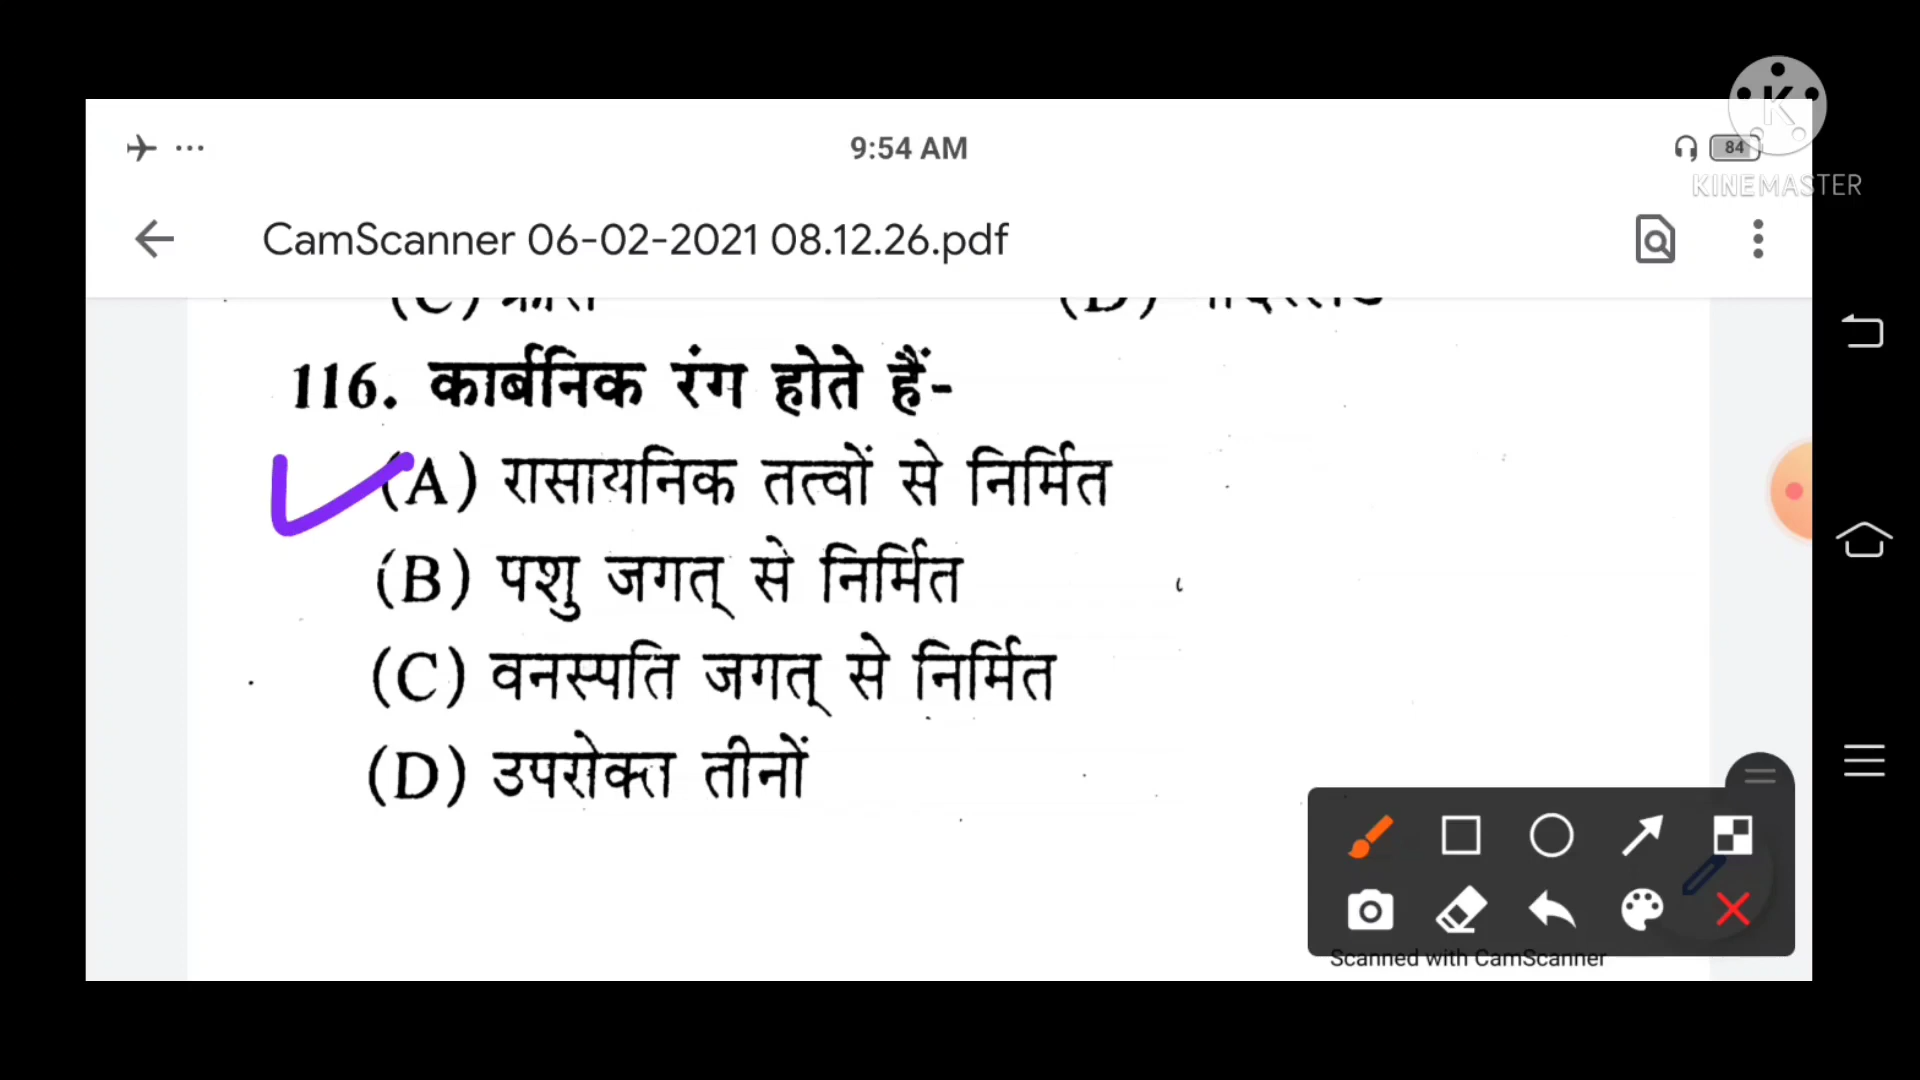 9:54 AM
84
KINEMASTER
CamScanner 06-02-2021 08.12.26.pdf
116. कार्बनिक रंग होते हैं-
(A) रासायनिक तत्वों से निर्मित
(B) पशु जगत् से निर्मित
(C) वनस्पति जगत् से निर्मित
(D) उपरोक्त तीनों
Scanned with CamScanner